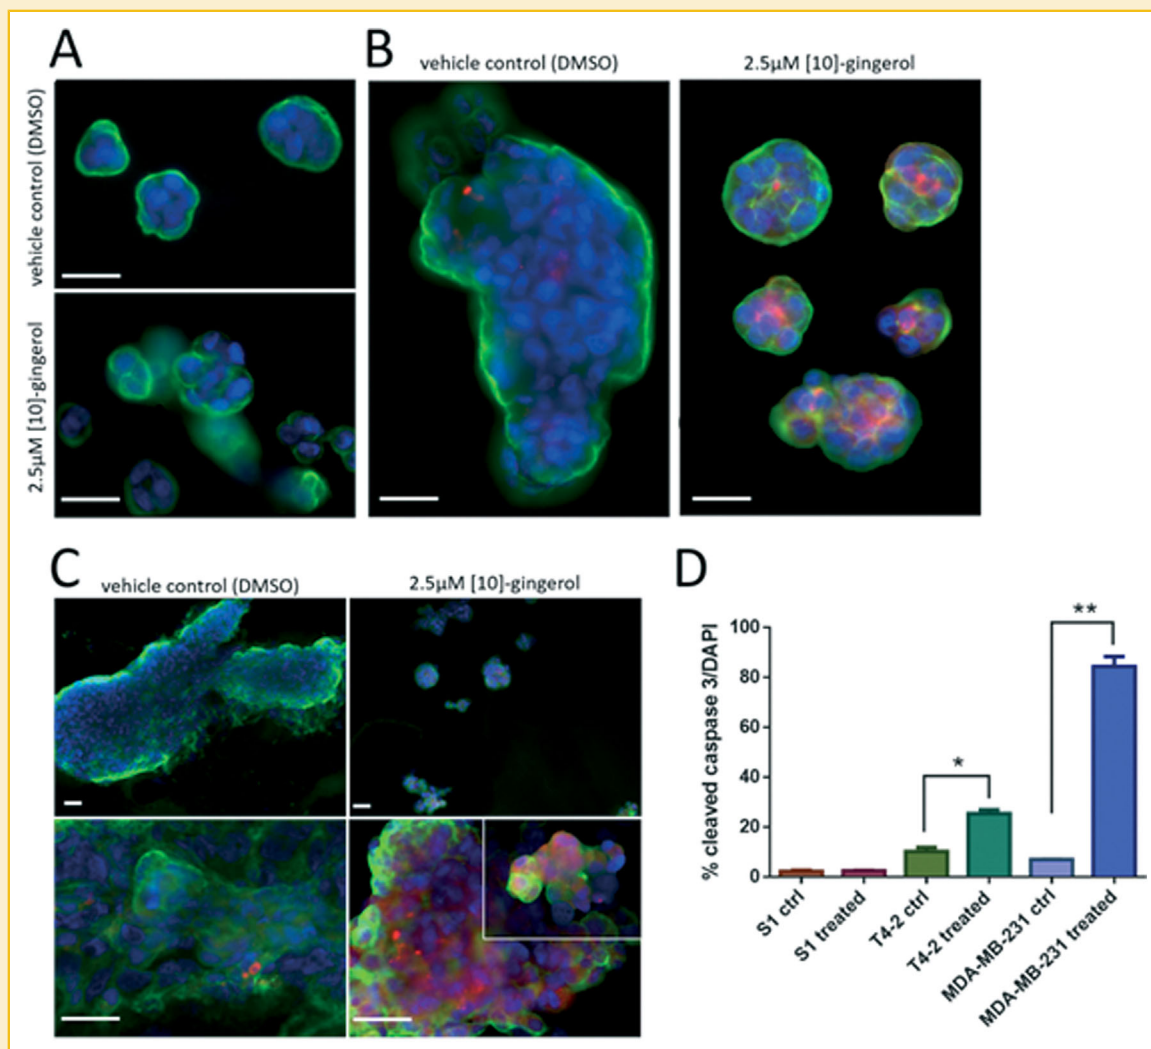 A
B
vehicle control (DMSO)
2.5µM [10]-gingerol
vehicle control (DMSO)
2.5µM [10]-gingerol
C
vehicle control (DMSO)
2.5µM [10]-gingerol
D
% cleaved caspase 3/DAPI
100
80
60
40
20
0
*
**
S1 ctrl
S1 treated
T4-2 ctrl
T4-2 treated
MDA-MB-231 ctrl
MDA-MB-231 treated